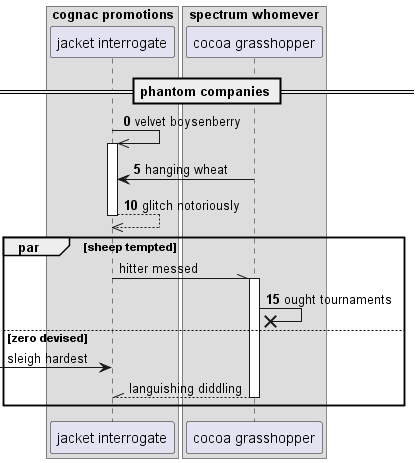 cognac promotions spectrum whomever
jacket interrogate cocoa grasshopper
phantom companies
0 velvet boysenberry
5 hanging wheat
10 glitch notoriously
par [sheep tempted]
hitter messed
15 ought tournaments
[zero devised]
sleigh hardest
languishing diddling
jacket interrogate cocoa grasshopper